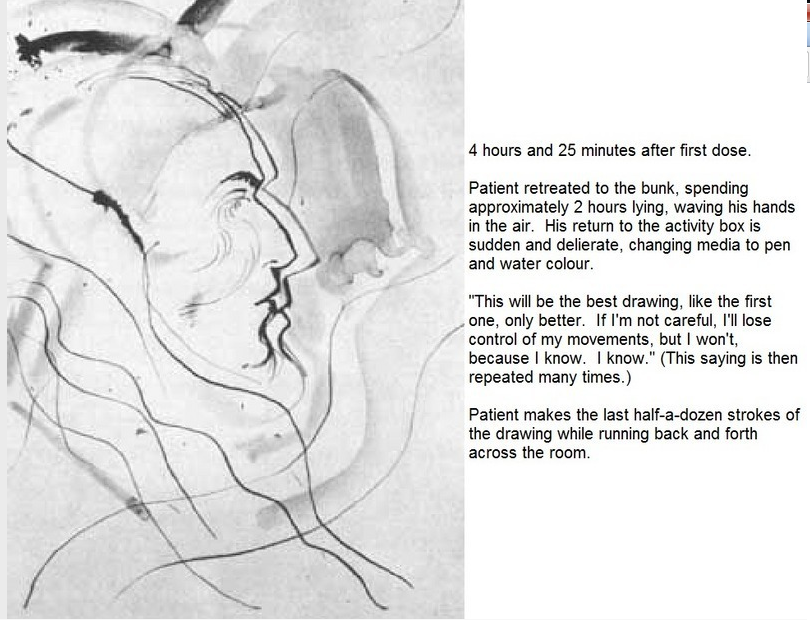 4 hours and 25 minutes after first dose.
Patient retreated to the bunk, spending
approximately 2 hours lying, waving his hands
in the air.  His return to the activity box is
sudden and delierate, changing media to pen
and water colour.
"This will be the best drawing, like the first
one, only better.  If I'm not careful, I'll lose
control of my movements, but I won't,
because I know.  I know." (This saying is then
repeated many times.)
Patient makes the last half-a-dozen strokes of
the drawing while running back and forth
across the room.